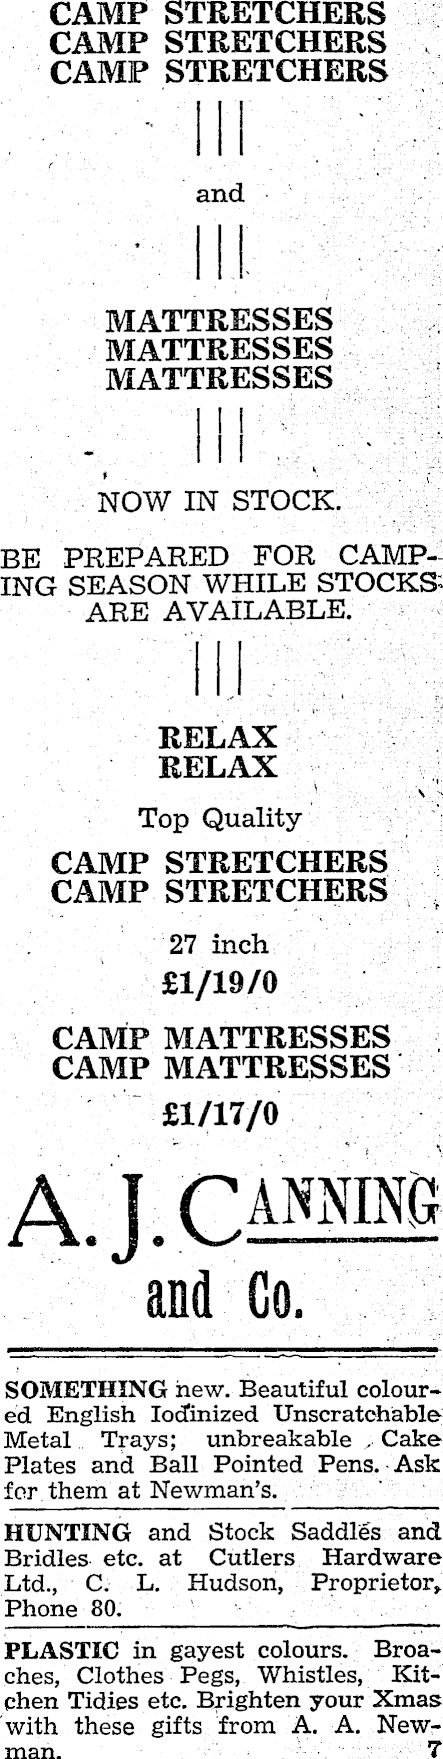 CAMP STRETCHERS
CAMP STRETCHERS
CAMP STRETCHERS
and
MATTRESSES
MATTRESSES
MATTRESSES
NOW IN STOCK.
BE PREPARED FOR CAMP-
ING SEASON WHILE STOCKS
ARE AVAILABLE.
RELAX
RELAX
Top Quality
CAMP STRETCHERS
CAMP STRETCHERS
27 inch
£1/19/0
CAMP MATTRESSES
CAMP MATTRESSES
£1/17/0
A. J. CANNING
and Co.
SOMETHING new. Beautiful colour-
ed English Iodinized Unscratchable
Metal Trays; unbreakable Cake
Plates and Ball Pointed Pens. Ask
for them at Newman's.
HUNTING and Stock Saddles and
Bridles etc. at Cutlers Hardware
Ltd., C. L. Hudson, Proprietor,
Phone 80.
PLASTIC in gayest colours. Broa-
ches, Clothes Pegs, Whistles, Kit-
chen Tidies etc. Brighten your Xmas
with these gifts from A. A. New-
man. 7